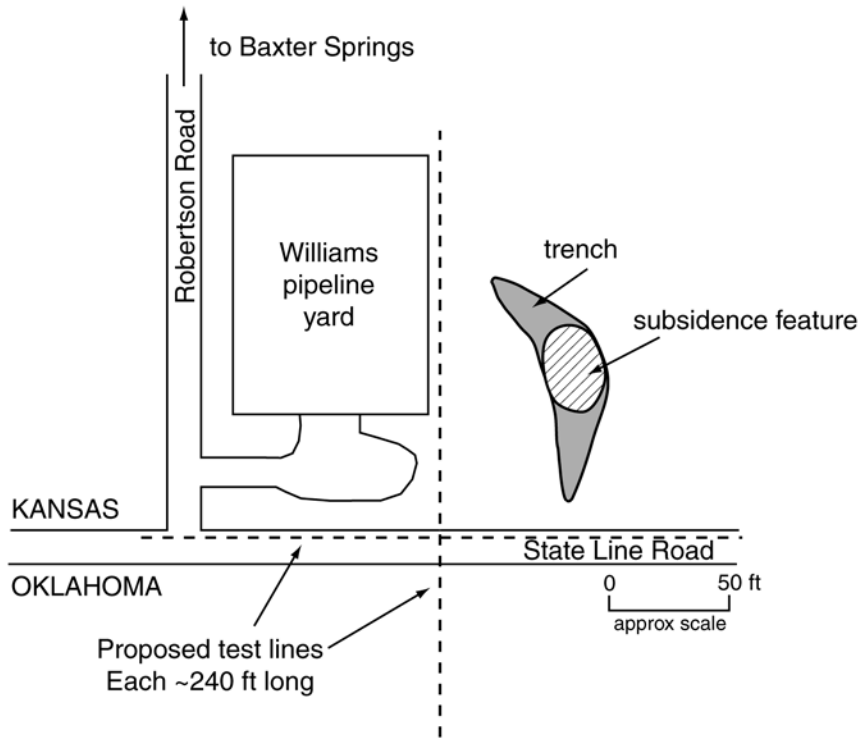 to Baxter Springs
Robertson Road
Williams
pipeline
yard
trench
subsidence feature
KANSAS
State Line Road
OKLAHOMA
0 50 ft
approx scale
Proposed test lines
Each ~240 ft long